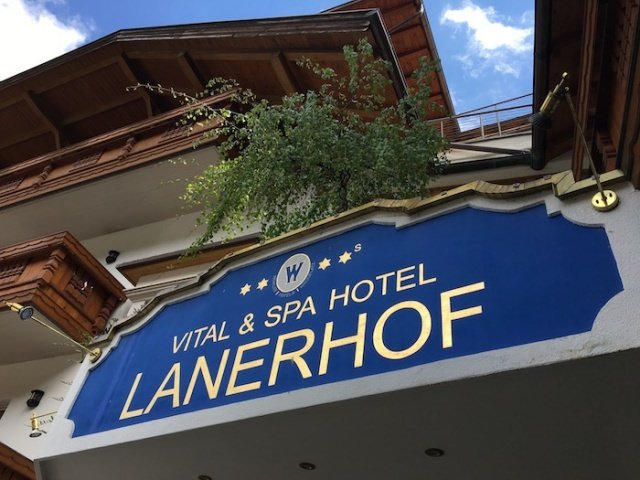 ★★ W ★★ S
VITAL & SPA HOTEL
LANERHOF